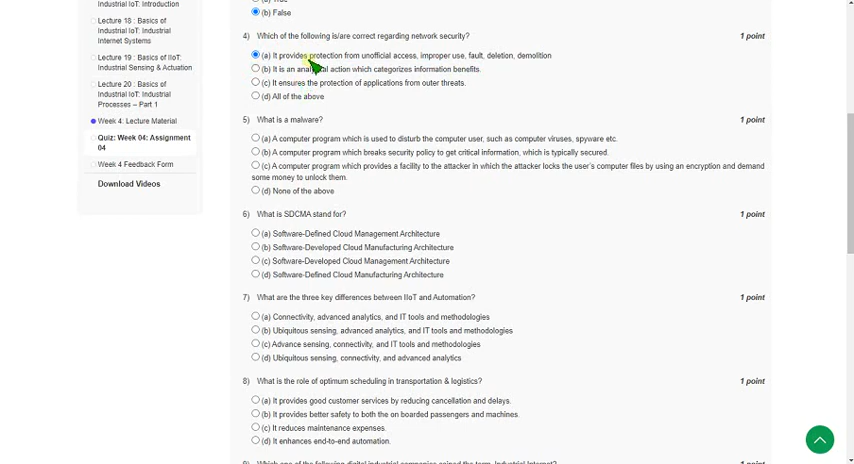 Industrial IoT: Introduction
Lecture 18 : Basics of
Industrial IoT: Industrial
Internet Systems
Lecture 19 : Basics of IIoT:
Industrial Sensing & Actuation
Lecture 20 : Basics of
Industrial IoT: Industrial
Processes – Part 1
Week 4: Lecture Material
Quiz: Week 04: Assignment
04
Week 4 Feedback Form
Download Videos
(b) False
4) Which of the following is/are correct regarding network security? 1 point
(a) It provides protection from unofficial access, improper use, fault, deletion, demolition
(b) It is an action which categorizes information benefits.
(c) It ensures the protection of applications from outer threats.
(d) All of the above
5) What is a malware? 1 point
(a) A computer program which is used to disturb the computer user, such as computer viruses, spyware etc.
(b) A computer program which breaks security policy to get critical information, which is typically secured.
(c) A computer program which provides a facility to the attacker in which the attacker locks the user's computer files by using an encryption and demand
some money to unlock them.
(d) None of the above
6) What is SDCMA stand for? 1 point
(a) Software-Defined Cloud Management Architecture
(b) Software-Developed Cloud Manufacturing Architecture
(c) Software-Developed Cloud Management Architecture
(d) Software-Defined Cloud Manufacturing Architecture
7) What are the three key differences between IIoT and Automation? 1 point
(a) Connectivity, advanced analytics, and IT tools and methodologies
(b) Ubiquitous sensing, advanced analytics, and IT tools and methodologies
(c) Advance sensing, connectivity, and IT tools and methodologies
(d) Ubiquitous sensing, connectivity, and advanced analytics
8) What is the role of optimum scheduling in transportation & logistics? 1 point
(a) It provides good customer services by reducing cancellation and delays.
(b) It provides better safety to both the on boarded passengers and machines.
(c) It reduces maintenance expenses.
(d) It enhances end-to-end automation.